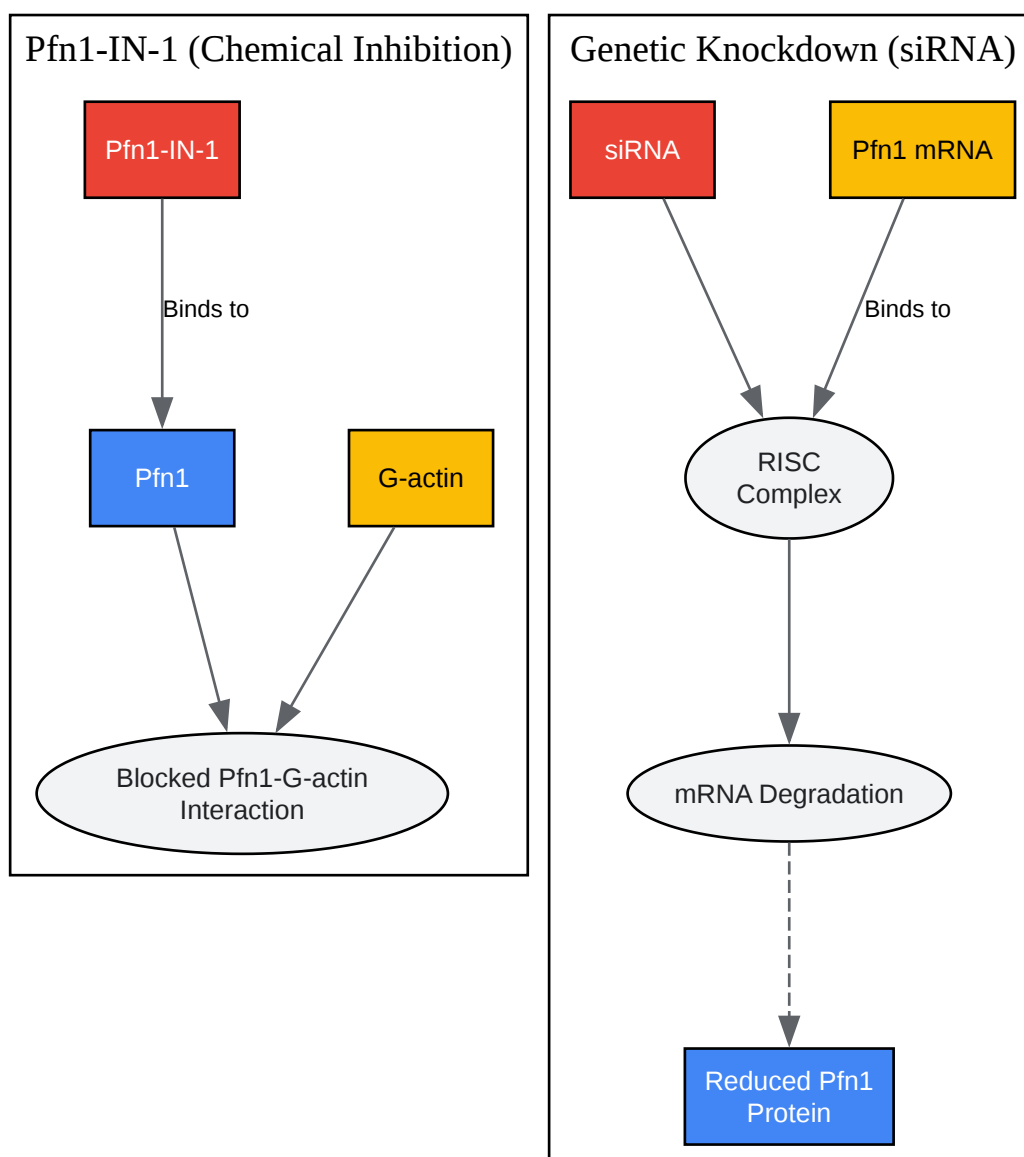 Pfn1-IN-1 (Chemical Inhibition)
Pfn1-IN-1
Binds to
Pfn1
G-actin
Blocked Pfn1-G-actin
Interaction
Genetic Knockdown (siRNA)
siRNA
Pfn1 mRNA
Binds to
RISC
Complex
mRNA Degradation
Reduced Pfn1
Protein